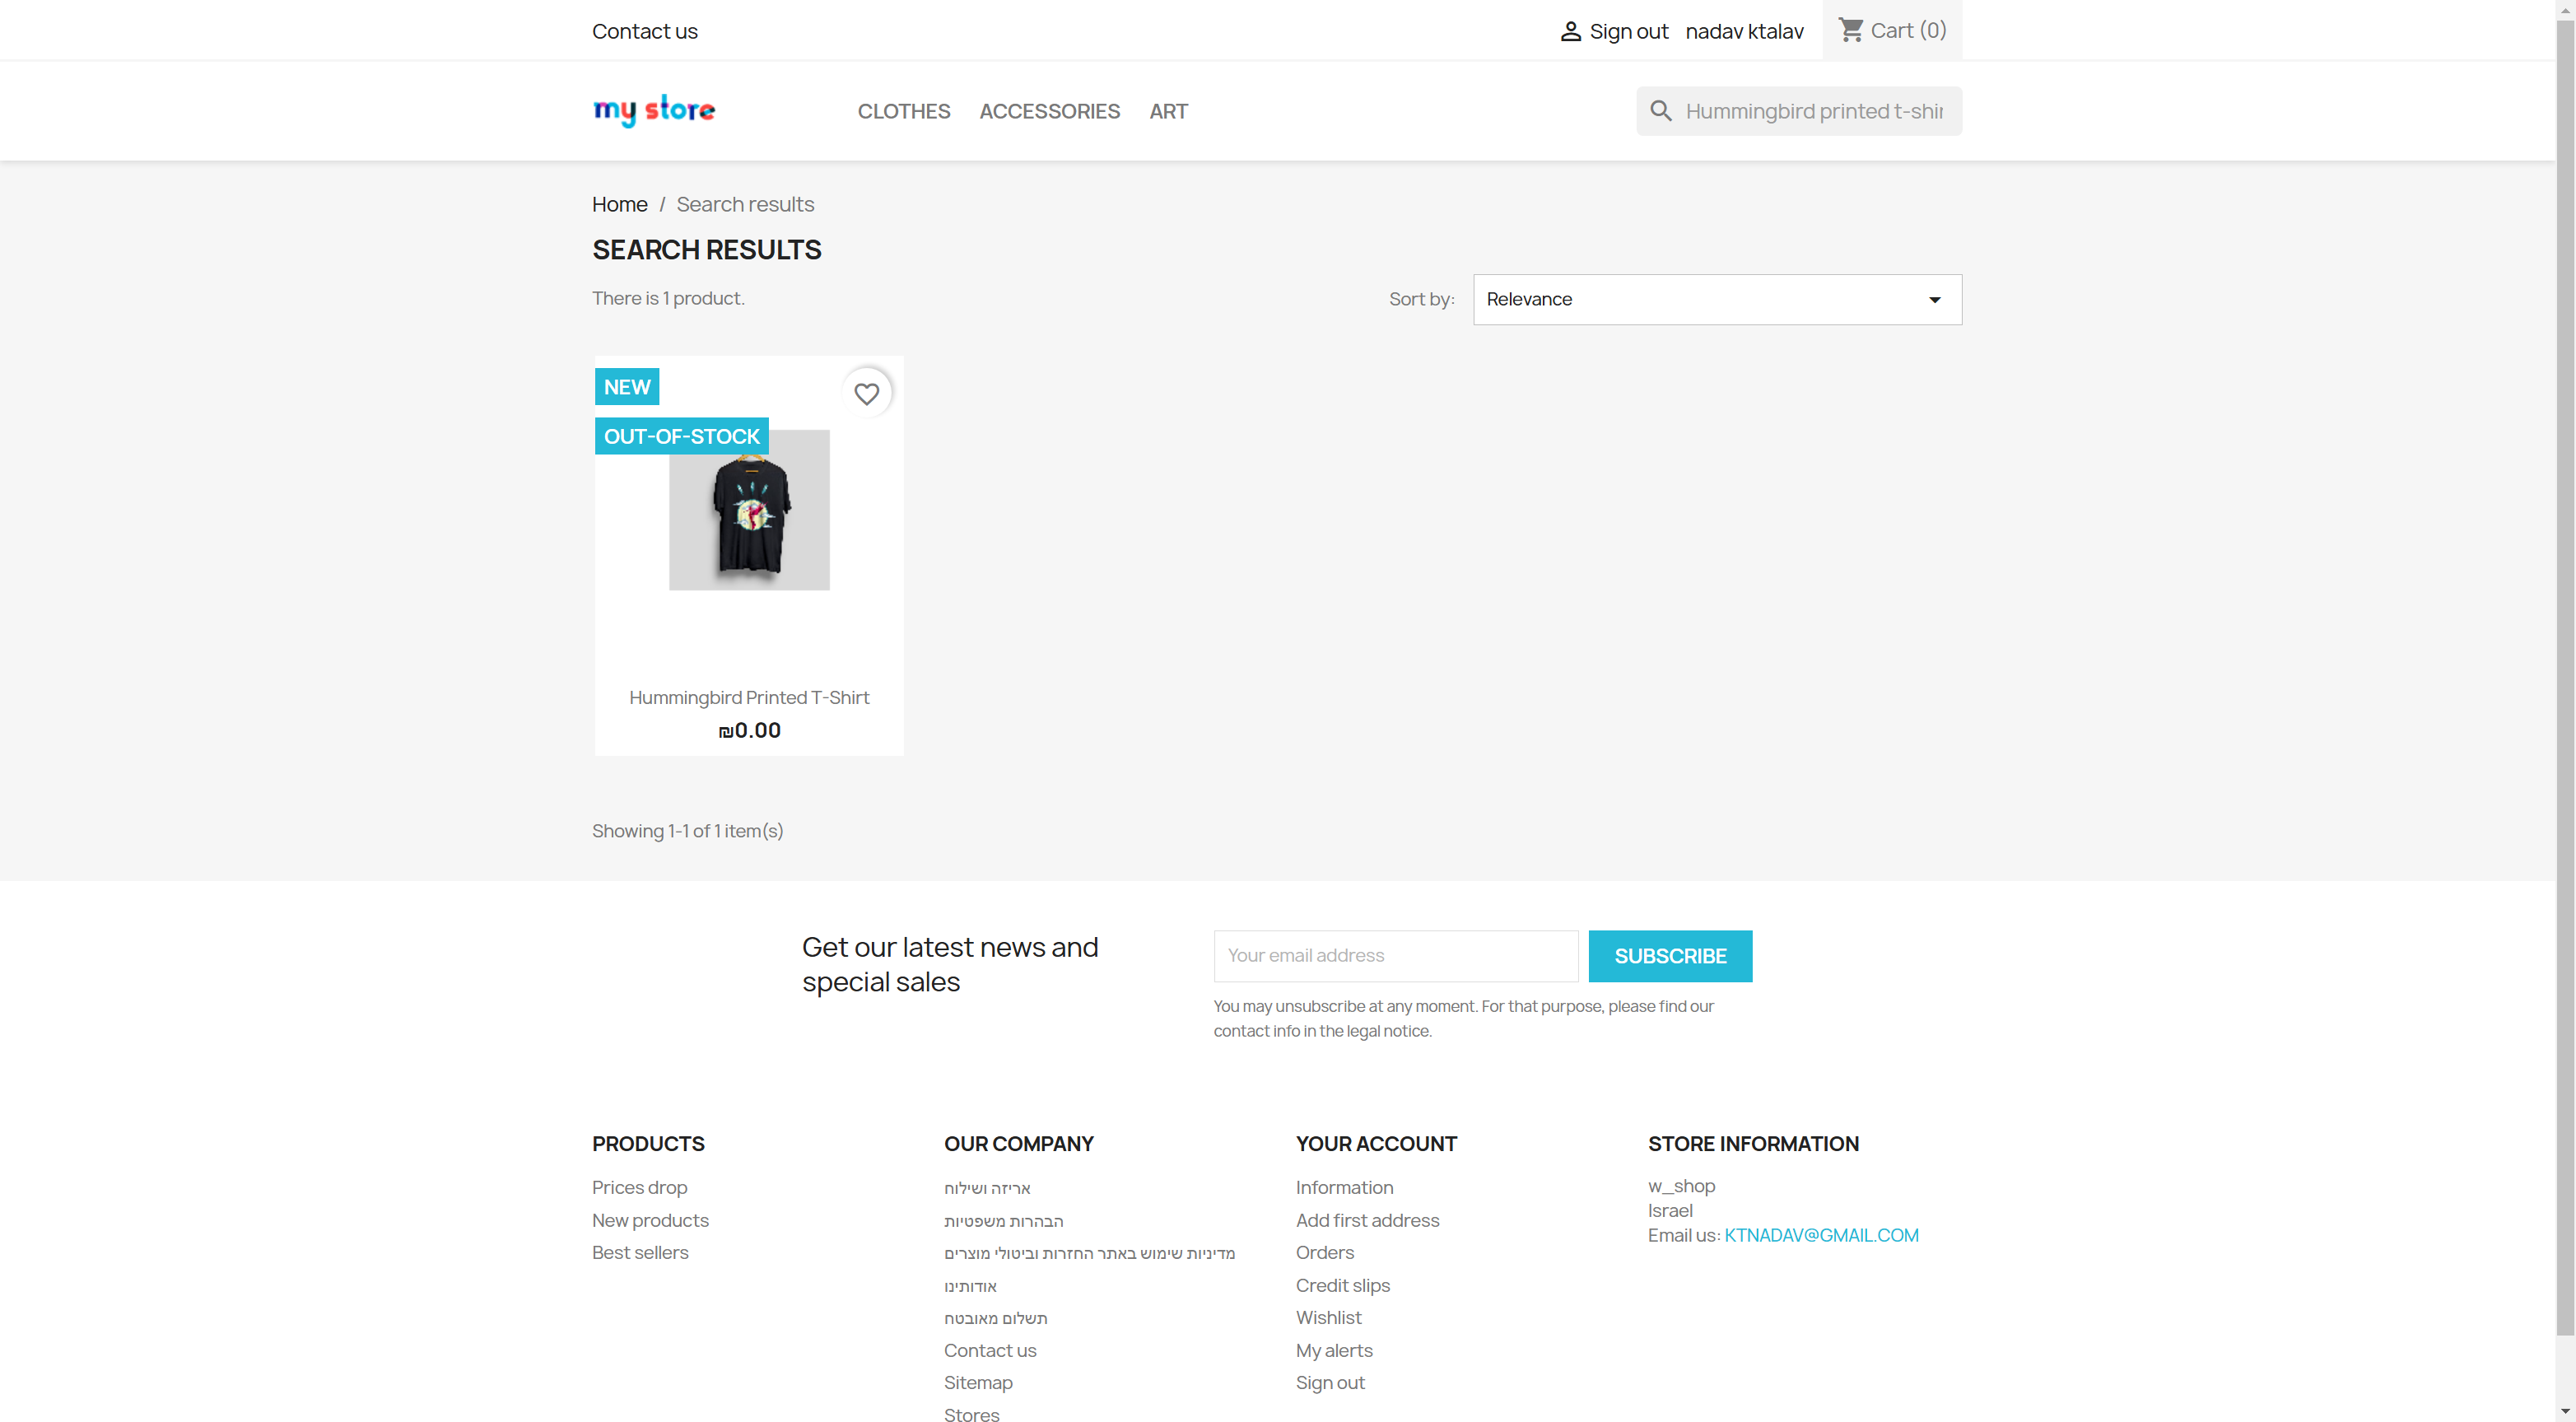 Contact us
Sign out nadav ktalav Cart (0)
my store
CLOTHES ACCESSORIES ART
Hummingbird printed t-shir
Home / Search results
SEARCH RESULTS
There is 1 product.
Sort by: Relevance
NEW
OUT-OF-STOCK
Hummingbird Printed T-Shirt
₪0.00
Showing 1-1 of 1 item(s)
Get our latest news and
special sales
Your email address
SUBSCRIBE
You may unsubscribe at any moment. For that purpose, please find our
contact info in the legal notice.
PRODUCTS
Prices drop
New products
Best sellers
OUR COMPANY
אריזה ושילוח
הבהרות משפטיות
מדיניות שימוש באתר החזרות וביטולי מוצרים
אודותינו
תשלום מאובטח
Contact us
Sitemap
Stores
YOUR ACCOUNT
Information
Add first address
Orders
Credit slips
Wishlist
My alerts
Sign out
STORE INFORMATION
w_shop
Israel
Email us: KTNADAV@GMAIL.COM